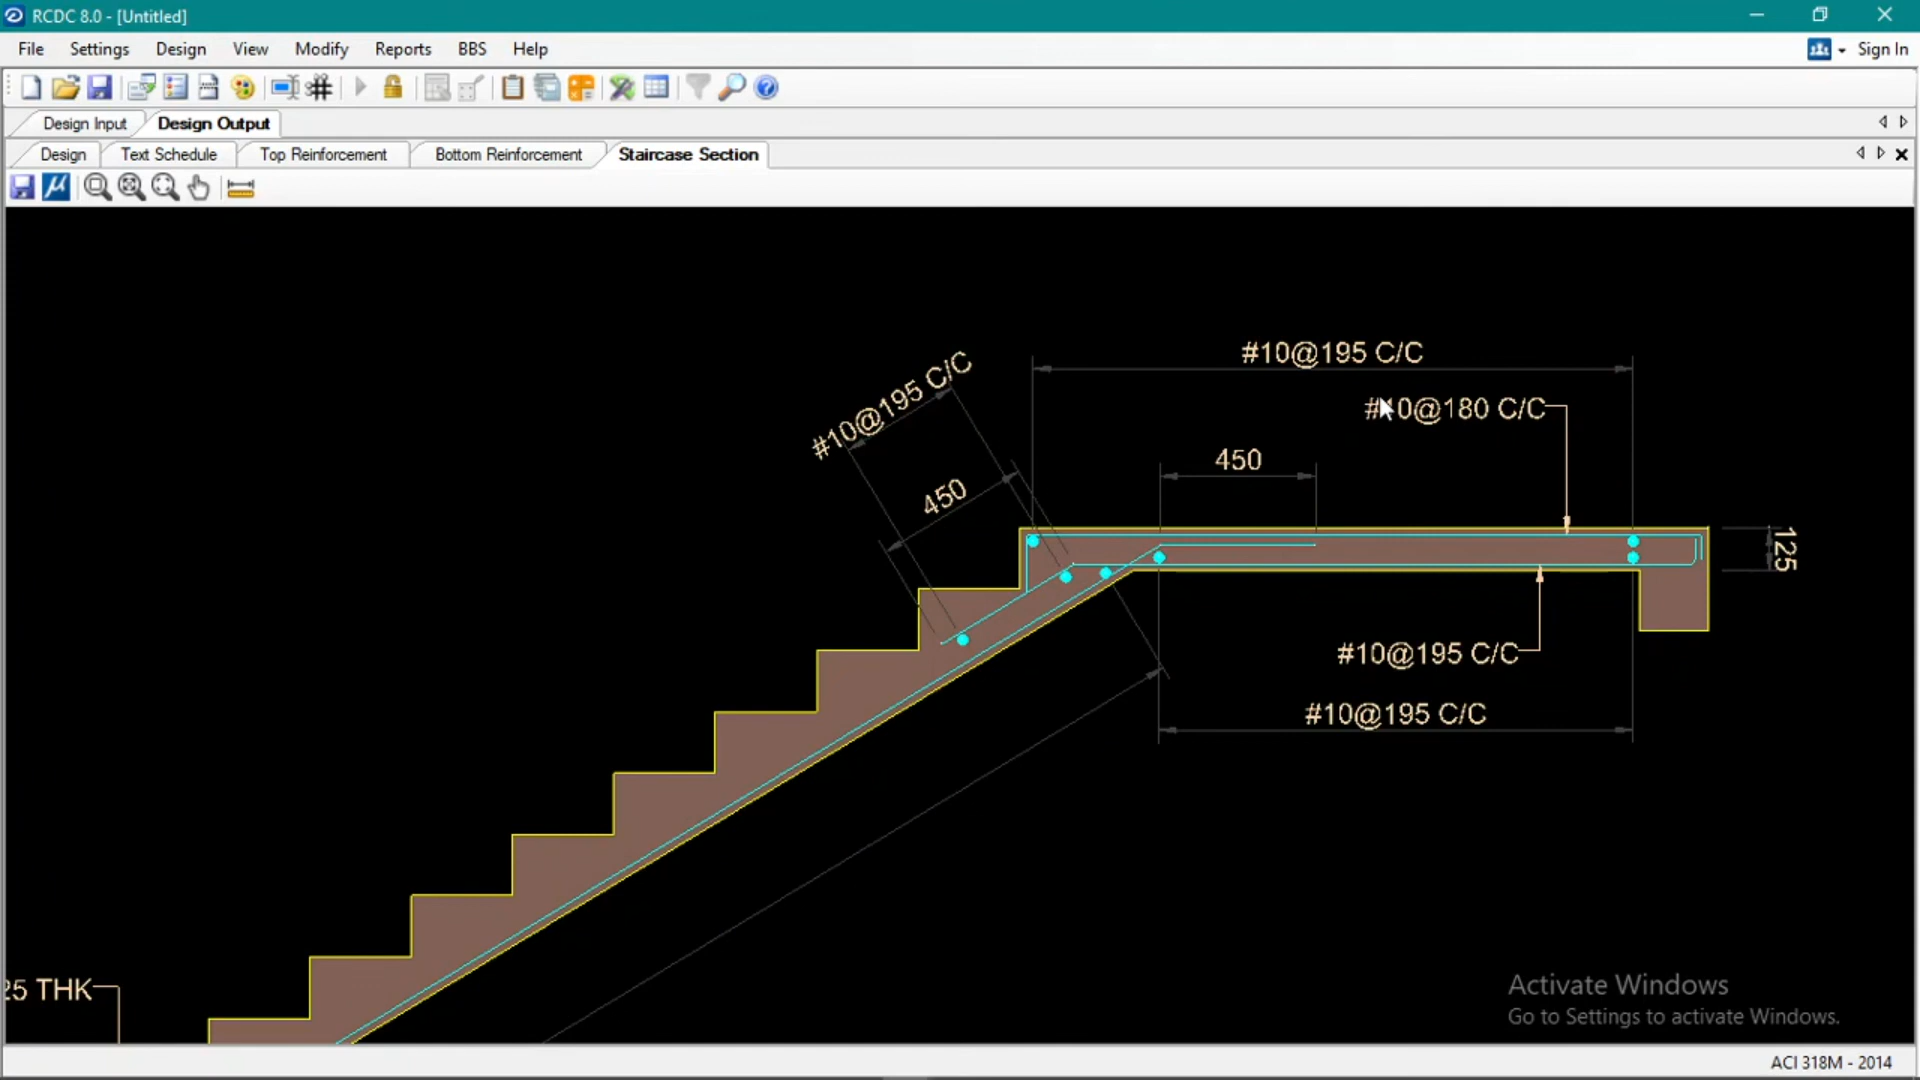 RCDC 8.0 - [Untitled]
File Settings Design View Modify Reports BBS Help Sign In
Design Input Design Output
Design Text Schedule Top Reinforcement Bottom Reinforcement Staircase Section
#10@195 C/C
#10@195 C/C
#10@180 C/C
450
450
125
#10@195 C/C
#10@195 C/C
25 THK
Activate Windows
Go to Settings to activate Windows.
ACI 318M - 2014